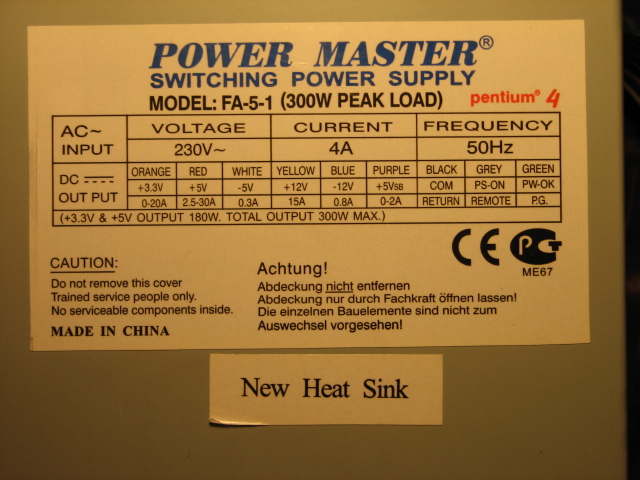 POWER MASTER®
SWITCHING POWER SUPPLY
MODEL: FA-5-1 (300W PEAK LOAD) pentium® 4
AC~ INPUT VOLTAGE CURRENT FREQUENCY
230V~ 4A 50Hz
DC OUT PUT ORANGE RED WHITE YELLOW BLUE PURPLE BLACK GREY GREEN
+3.3V +5V -5V +12V -12V +5VSB COM PS-ON PW-OK
0-20A 2.5-30A 0.3A 15A 0.8A 0-2A RETURN REMOTE P.G.
(+3.3V & +5V OUTPUT 180W. TOTAL OUTPUT 300W MAX.)
CE PCT
ME67
CAUTION:
Do not remove this cover
Trained service people only.
No serviceable components inside.
MADE IN CHINA
Achtung!
Abdeckung nicht entfernen
Abdeckung nur durch Fachkraft öffnen lassen!
Die einzelnen Bauelemente sind nicht zum
Auswechsel vorgesehen!
New Heat Sink